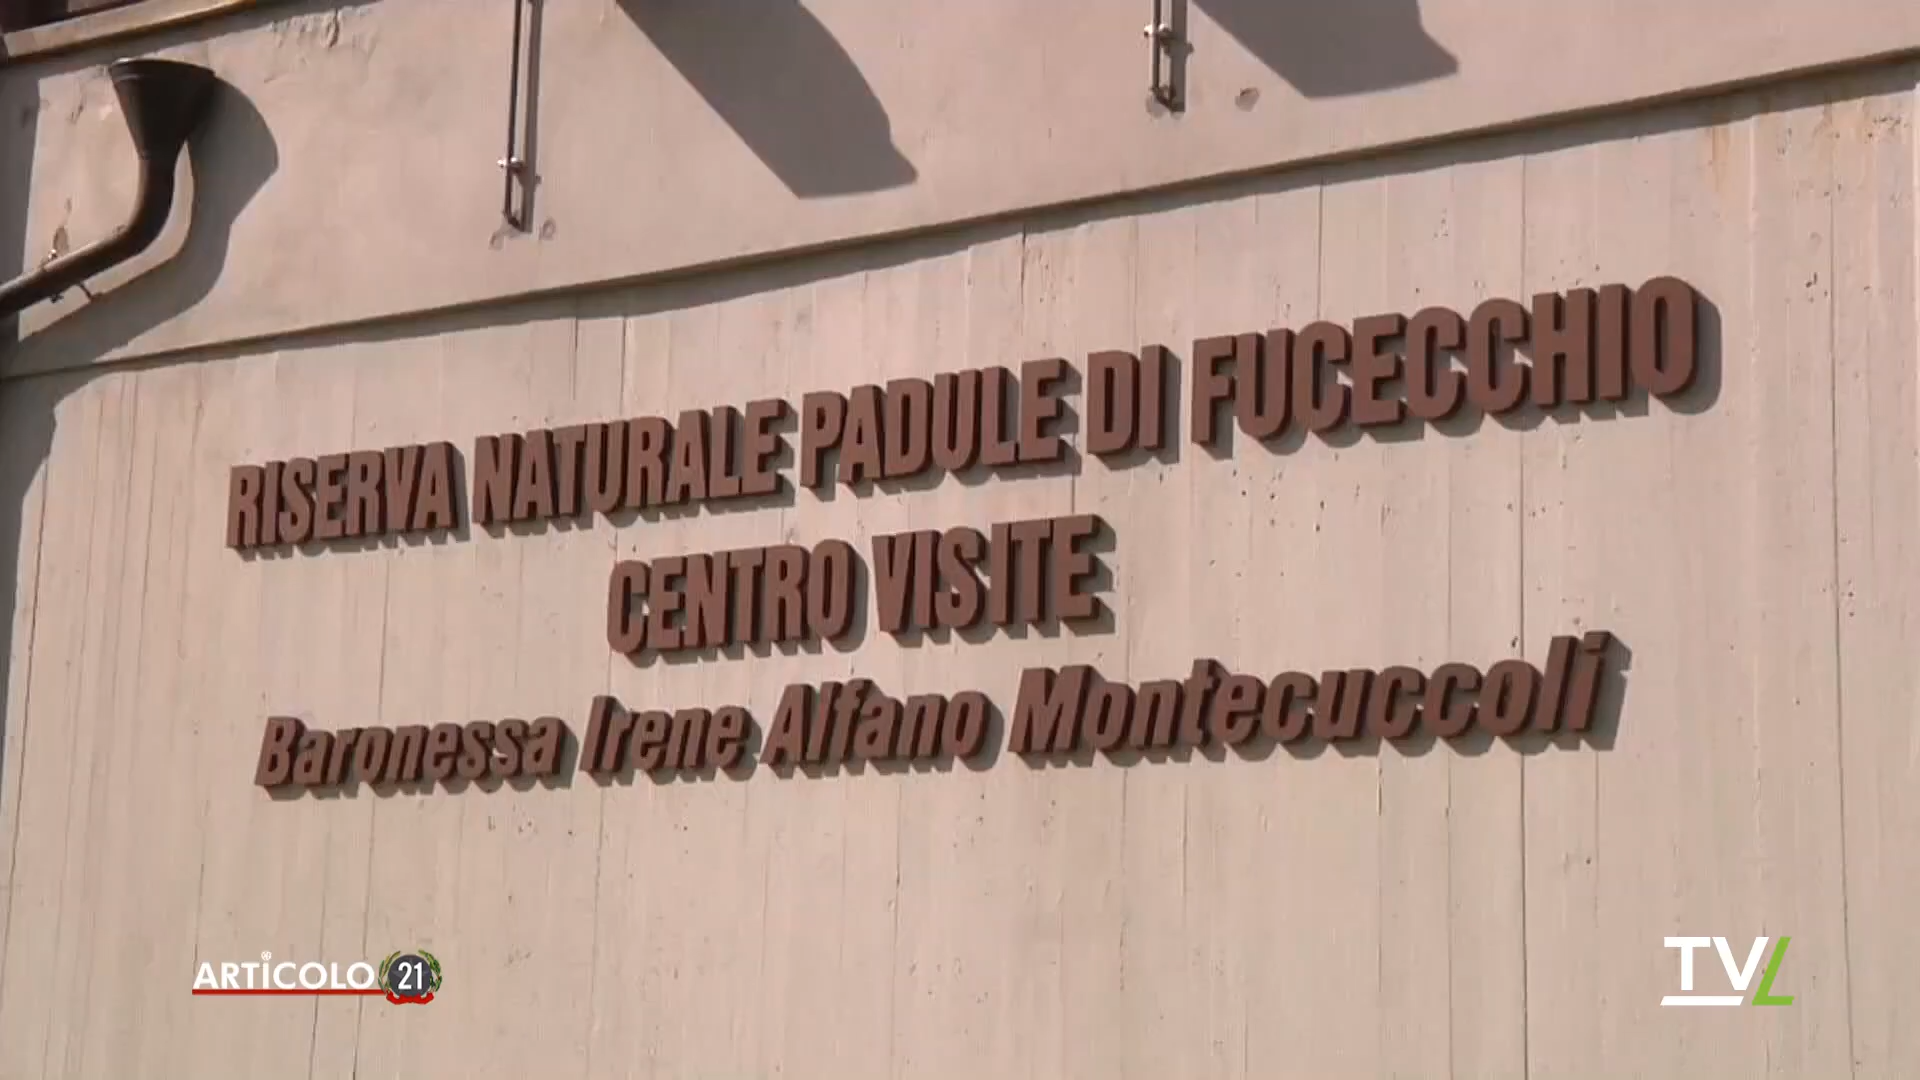 RISERVA NATURALE PADULE DI FUCECCHIO
CENTRO VISITE
Baronessa Irene Alfano Montecuccoli
ARTICOLO 21
TVL